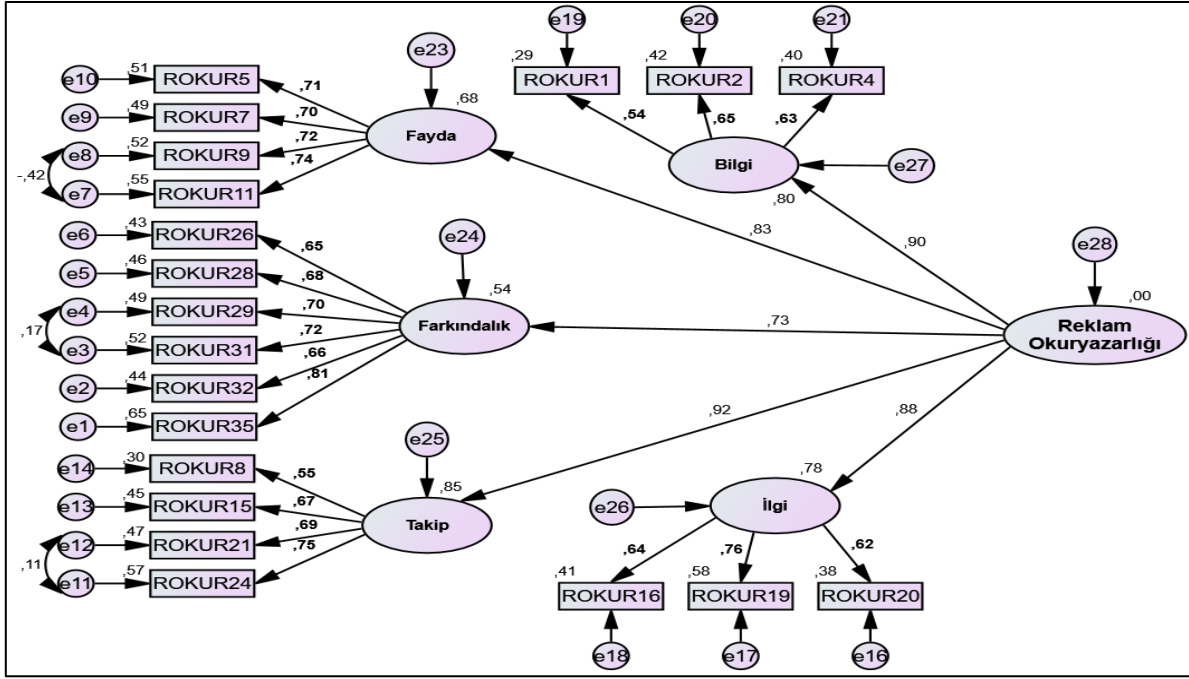 e19
e20
e21
,29
ROKUR1
,42
ROKUR2
,40
ROKUR4
,54
,65
,63
Bilgi
,80
e27
e23
,68
Fayda
e10
,51
ROKUR5
,71
e9
,49
ROKUR7
,70
e8
,52
ROKUR9
,72
e7
,55
ROKUR11
,74
-,42
e6
,43
ROKUR26
,65
e5
,46
ROKUR28
,68
e4
,49
ROKUR29
,70
e3
,52
ROKUR31
,72
,17
e2
,44
ROKUR32
,66
e1
,65
ROKUR35
,81
e24
,54
Farkındalık
e14
,30
ROKUR8
,55
e13
,45
ROKUR15
,67
e12
,47
ROKUR21
,69
e11
,57
ROKUR24
,75
,11
e25
,85
Takip
,83
,90
,73
,92
,88
e28
,00
Reklam
Okuryazarlığı
,78
İlgi
e26
,64
,76
,62
,41
ROKUR16
,58
ROKUR19
,38
ROKUR20
e18
e17
e16